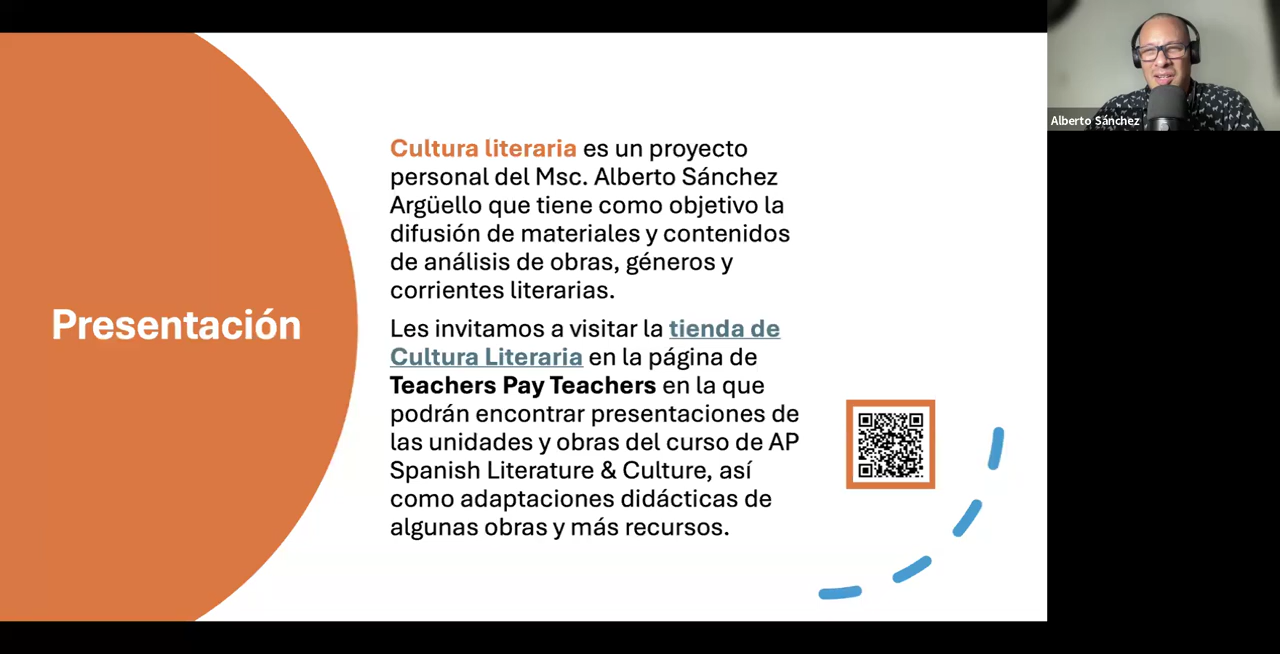 Presentación
Cultura literaria es un proyecto
personal del Msc. Alberto Sánchez
Argüello que tiene como objetivo la
difusión de materiales y contenidos
de análisis de obras, géneros y
corrientes literarias.
Les invitamos a visitar la tienda de
Cultura Literaria en la página de
Teachers Pay Teachers en la que
podrán encontrar presentaciones de
las unidades y obras del curso de AP
Spanish Literature & Culture, así
como adaptaciones didácticas de
algunas obras y más recursos.
Alberto Sánchez